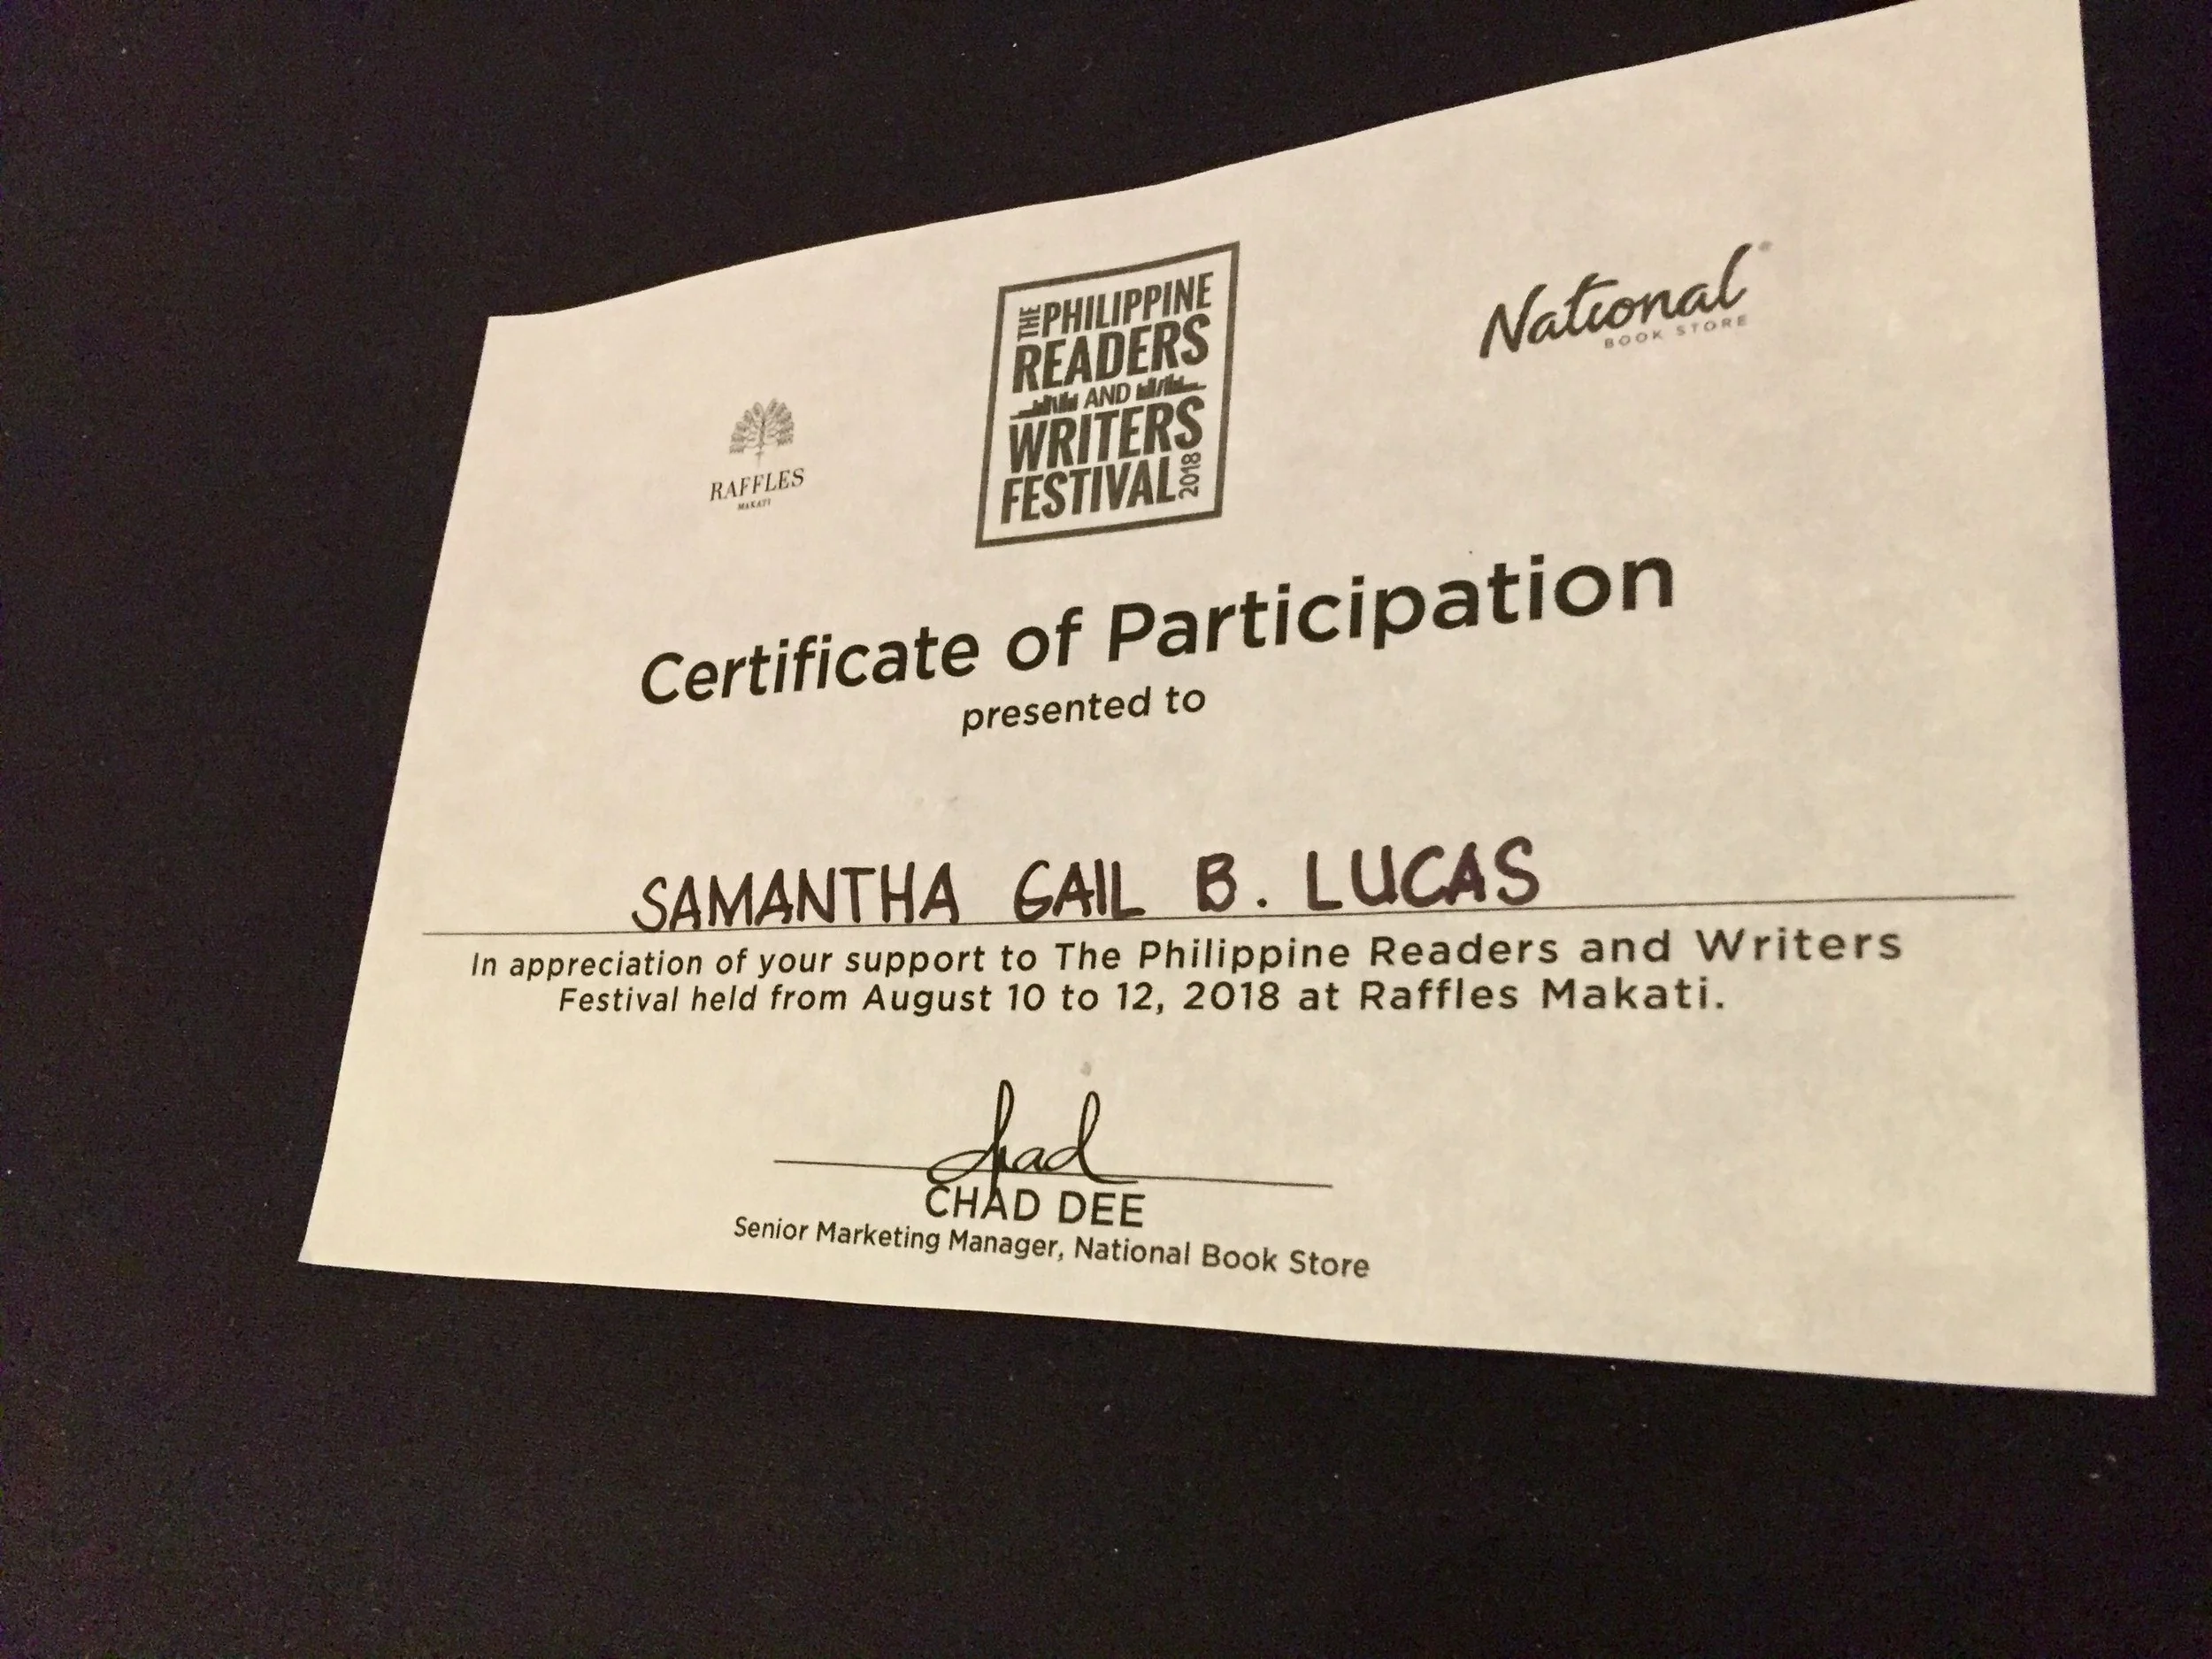 THE PHILIPPINE
READERS
AND
WRITERS
FESTIVAL 2018
National
BOOK STORE
RAFFLES
MAKATI
Certificate of Participation
presented to
SAMANTHA GAIL B. LUCAS
In appreciation of your support to The Philippine Readers and Writers
Festival held from August 10 to 12, 2018 at Raffles Makati.
Chad
CHAD DEE
Senior Marketing Manager, National Book Store